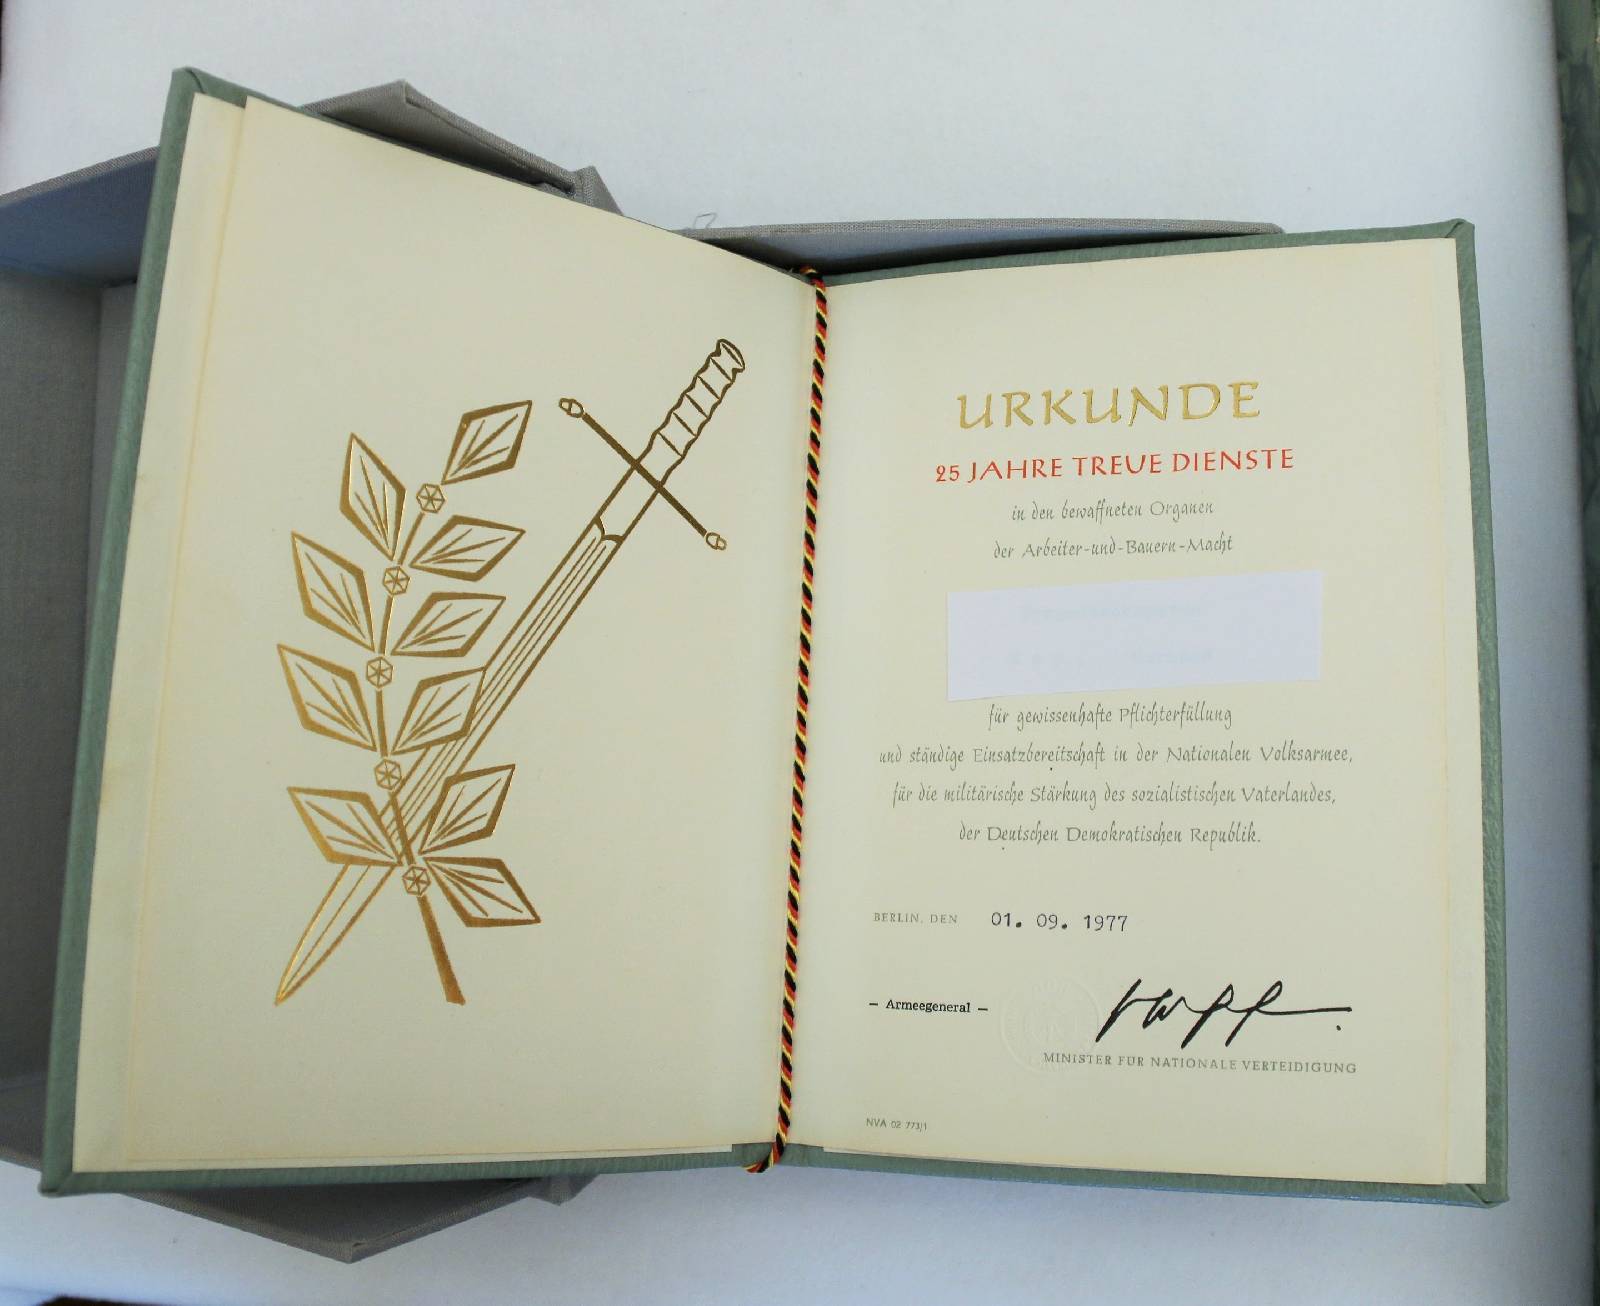 URKUNDE
25 JAHRE TREUE DIENSTE
in den bewaffneten Organen
der Arbeiter-und-Bauern-Macht
für gewissenhafte Pflichterfüllung
und ständige Einsatzbereitschaft in der Nationalen Volksarmee,
für die militärische Stärkung des sozialistischen Vaterlandes,
der Deutschen Demokratischen Republik.
BERLIN, DEN 01. 09. 1977
- Armeegeneral -
MINISTER FÜR NATIONALE VERTEIDIGUNG
NVA 02 773/1